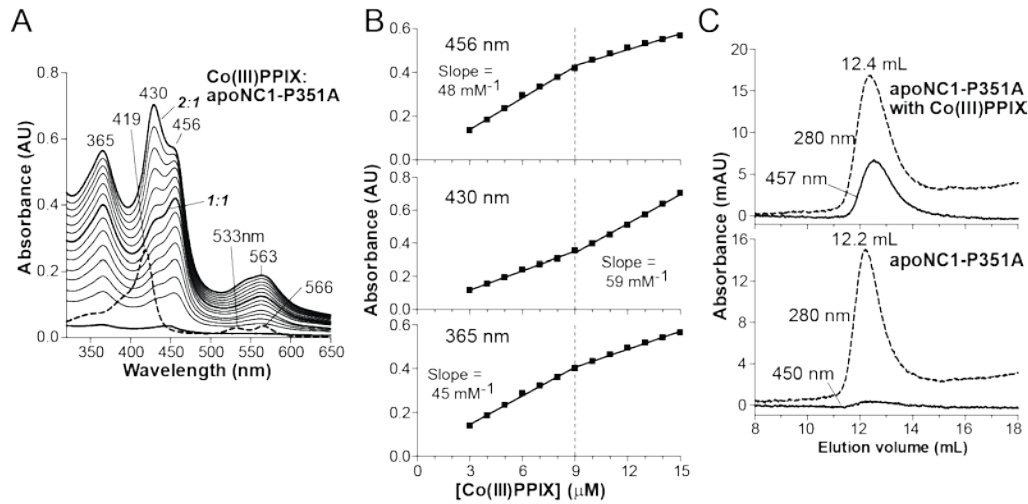 A
Co(III)PPIX:
apoNC1-P351A
0.8
0.6
0.4
0.2
0.0
Absorbance (AU)
365
419
430
2:1
456
1:1
533nm
563
566
350 400 450 500 550 600 650
Wavelength (nm)
B
456 nm
Slope =
48 mM-1
0.6
0.4
0.2
0.0
430 nm
Slope =
59 mM-1
0.6
0.4
0.2
0.0
365 nm
Slope =
45 mM-1
0.6
0.4
0.2
0.0
Absorbance (AU)
0 3 6 9 12 15
[Co(III)PPIX] (μM)
C
12.4 mL
apoNC1-P351A
with Co(III)PPIX
280 nm
457 nm
20
15
10
5
0
12.2 mL
apoNC1-P351A
280 nm
450 nm
16
12
8
4
0
Absorbance (mAU)
8 10 12 14 16 18
Elution volume (mL)